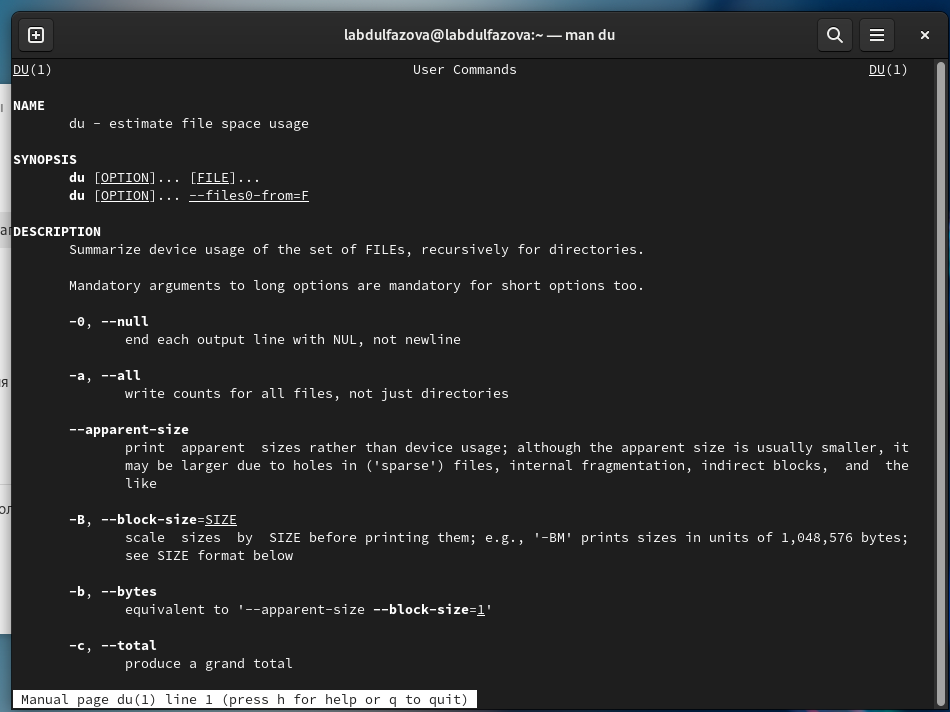 labdulfazova@labdulfazova:~ — man du
DU(1) User Commands DU(1)
NAME
du - estimate file space usage
SYNOPSIS
du [OPTION]... [FILE]...
du [OPTION]... --files0-from=F
DESCRIPTION
Summarize device usage of the set of FILEs, recursively for directories.
Mandatory arguments to long options are mandatory for short options too.
-0, --null
end each output line with NUL, not newline
-a, --all
write counts for all files, not just directories
--apparent-size
print apparent sizes rather than device usage; although the apparent size is usually smaller, it
may be larger due to holes in ('sparse') files, internal fragmentation, indirect blocks, and the
like
-B, --block-size=SIZE
scale sizes by SIZE before printing them; e.g., '-BM' prints sizes in units of 1,048,576 bytes;
see SIZE format below
-b, --bytes
equivalent to '--apparent-size --block-size=1'
-c, --total
produce a grand total
Manual page du(1) line 1 (press h for help or q to quit)